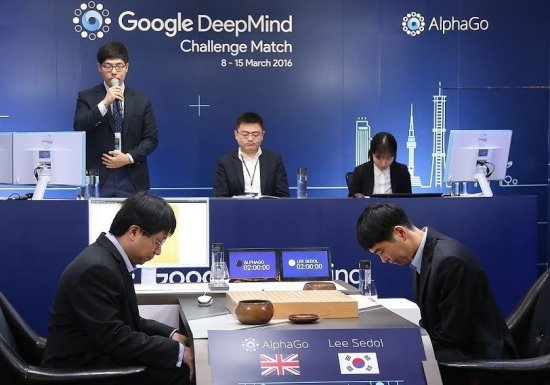 Google DeepMind
Challenge Match
8 - 15 March 2016
AlphaGo
ALPHAGO
02:00:00
LEE SEDOL
02:00:00
AlphaGo
Lee Sedol